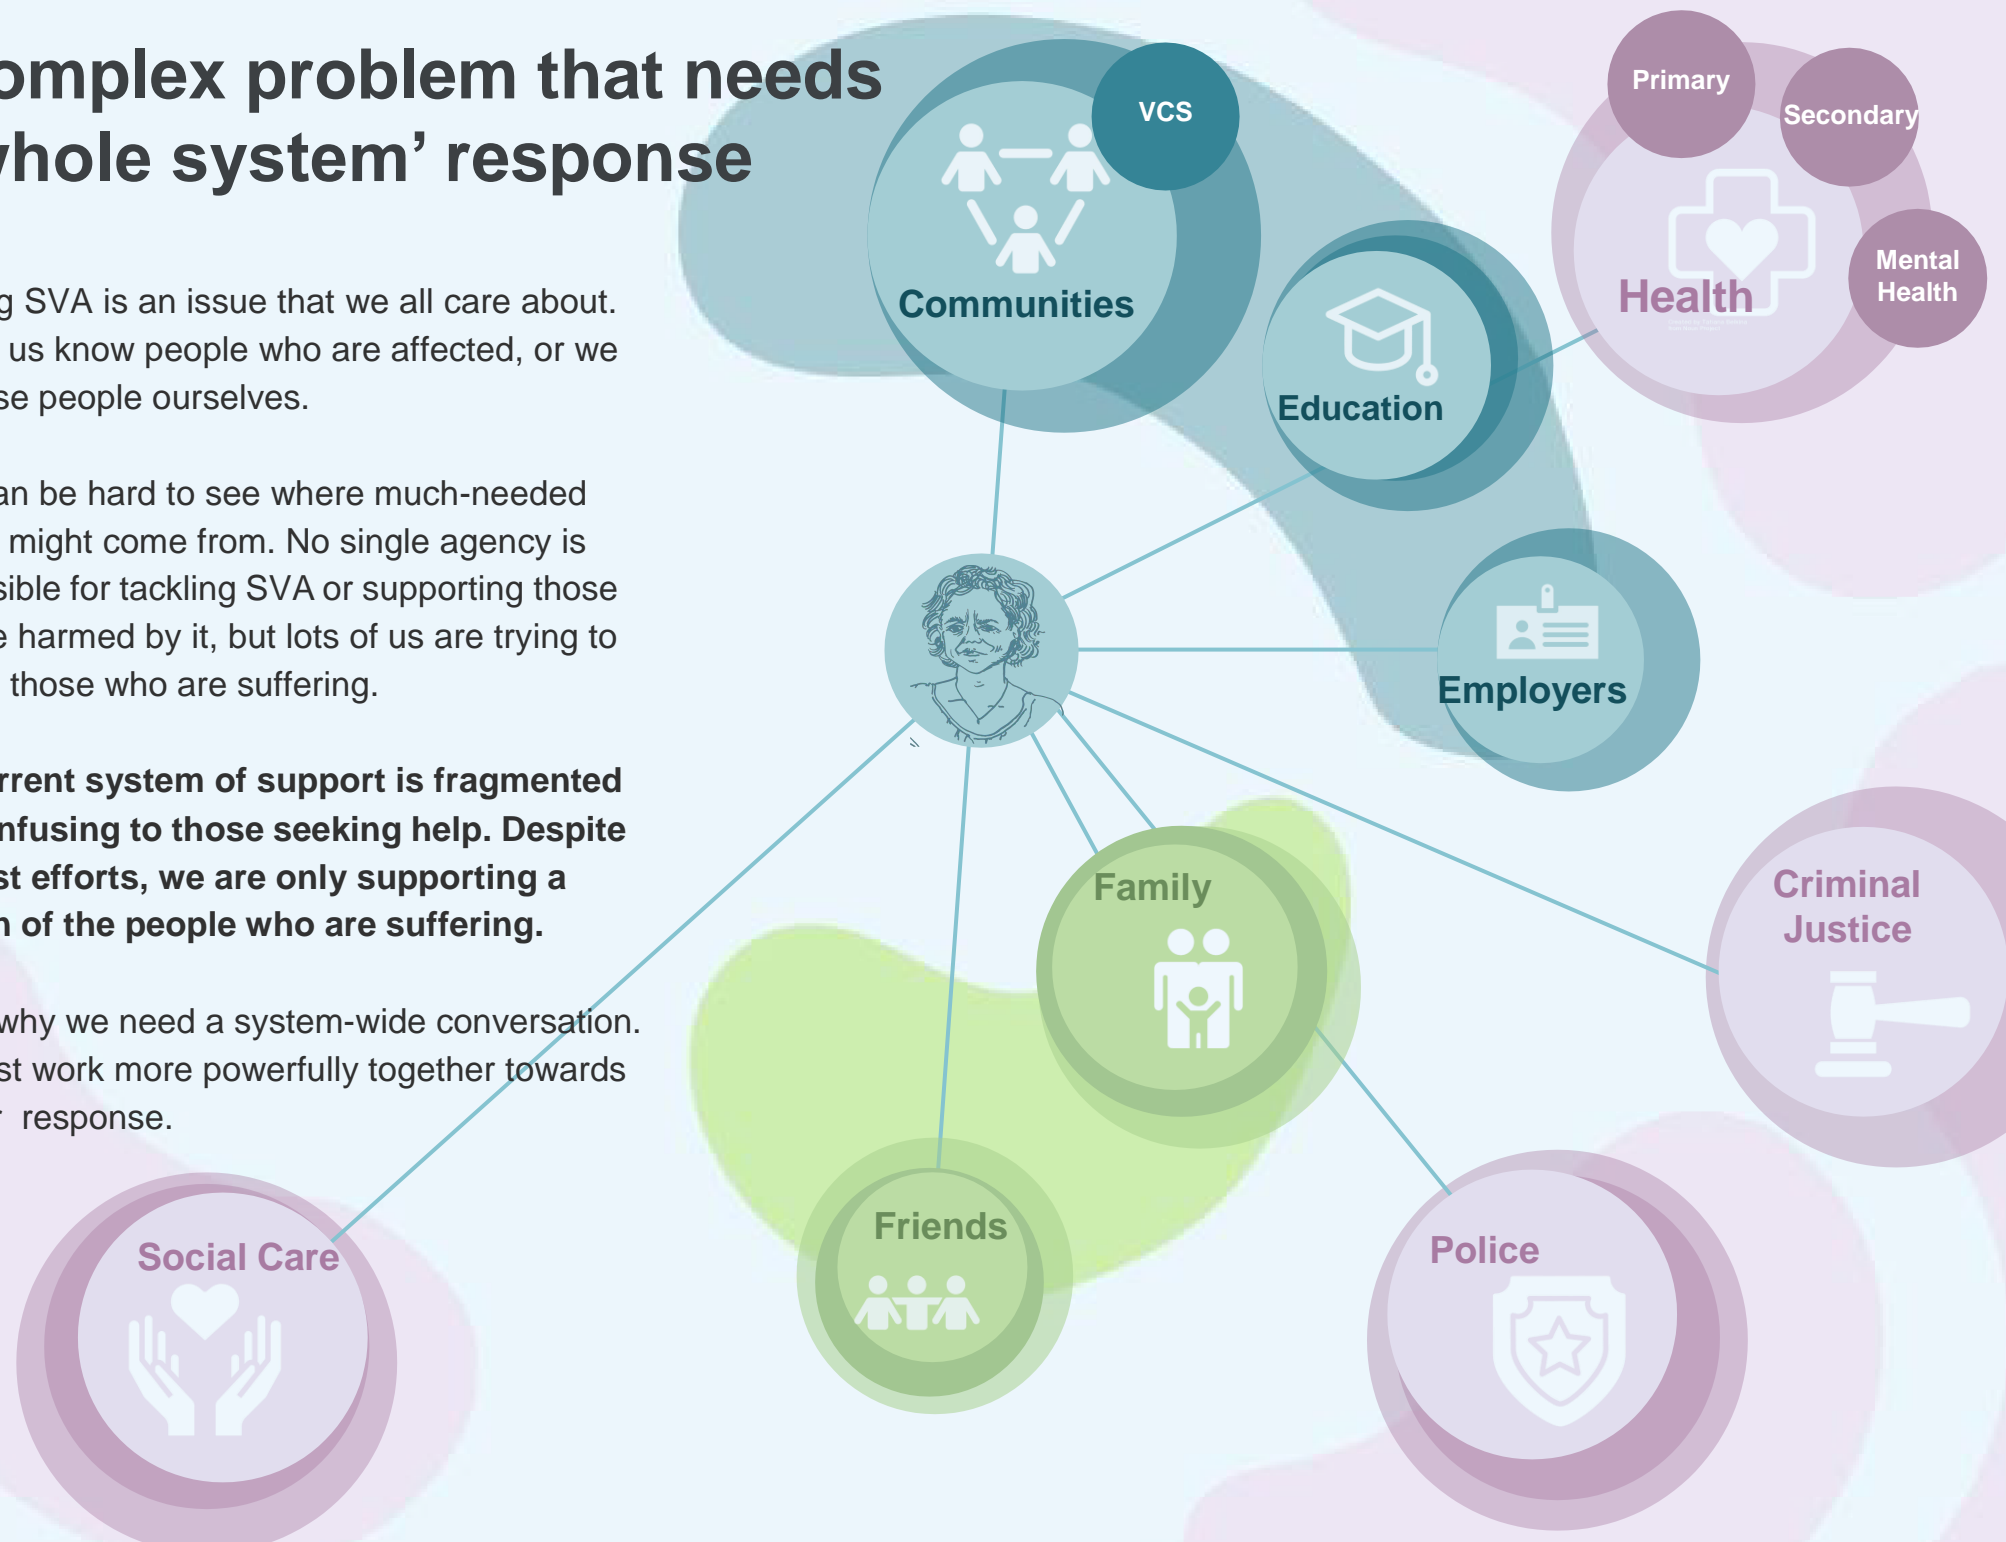 omplex problem that needs
whole system’ response
g SVA is an issue that we all care about.
us know people who are affected, or we
se people ourselves.
an be hard to see where much-needed
might come from. No single agency is
sible for tackling SVA or supporting those
e harmed by it, but lots of us are trying to
those who are suffering.
rrent system of support is fragmented
nfusing to those seeking help. Despite
st efforts, we are only supporting a
n of the people who are suffering.
why we need a system-wide conversation.
st work more powerfully together towards
r response.
VCS
Communities
Education
Employers
Primary
Secondary
Mental
Health
Health
Family
Friends
Criminal
Justice
Police
Social Care